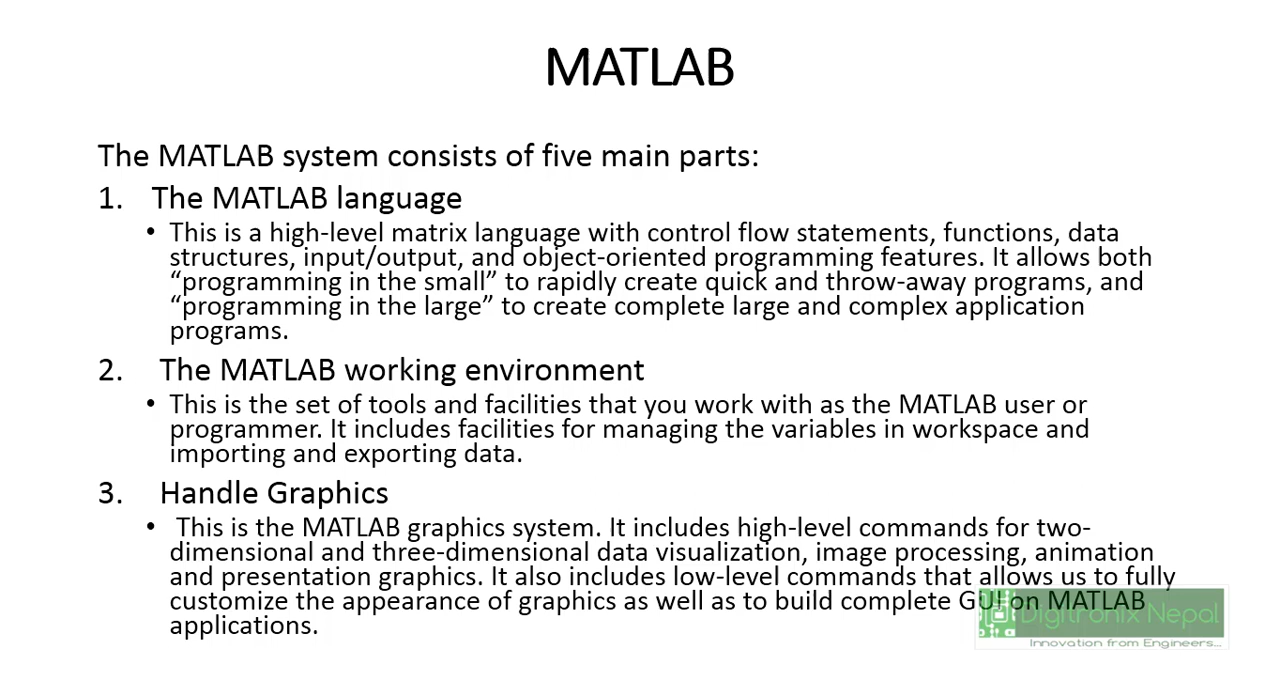 MATLAB
The MATLAB system consists of five main parts:
1. The MATLAB language
• This is a high-level matrix language with control flow statements, functions, data
structures, input/output, and object-oriented programming features. It allows both
“programming in the small” to rapidly create quick and throw-away programs, and
“programming in the large” to create complete large and complex application
programs.
2. The MATLAB working environment
• This is the set of tools and facilities that you work with as the MATLAB user or
programmer. It includes facilities for managing the variables in workspace and
importing and exporting data.
3. Handle Graphics
• This is the MATLAB graphics system. It includes high-level commands for two-
dimensional and three-dimensional data visualization, image processing, animation
and presentation graphics. It also includes low-level commands that allows us to fully
customize the appearance of graphics as well as to build complete GUI on MATLAB
applications.
Digitronix Nepal
Innovation from Engineers...